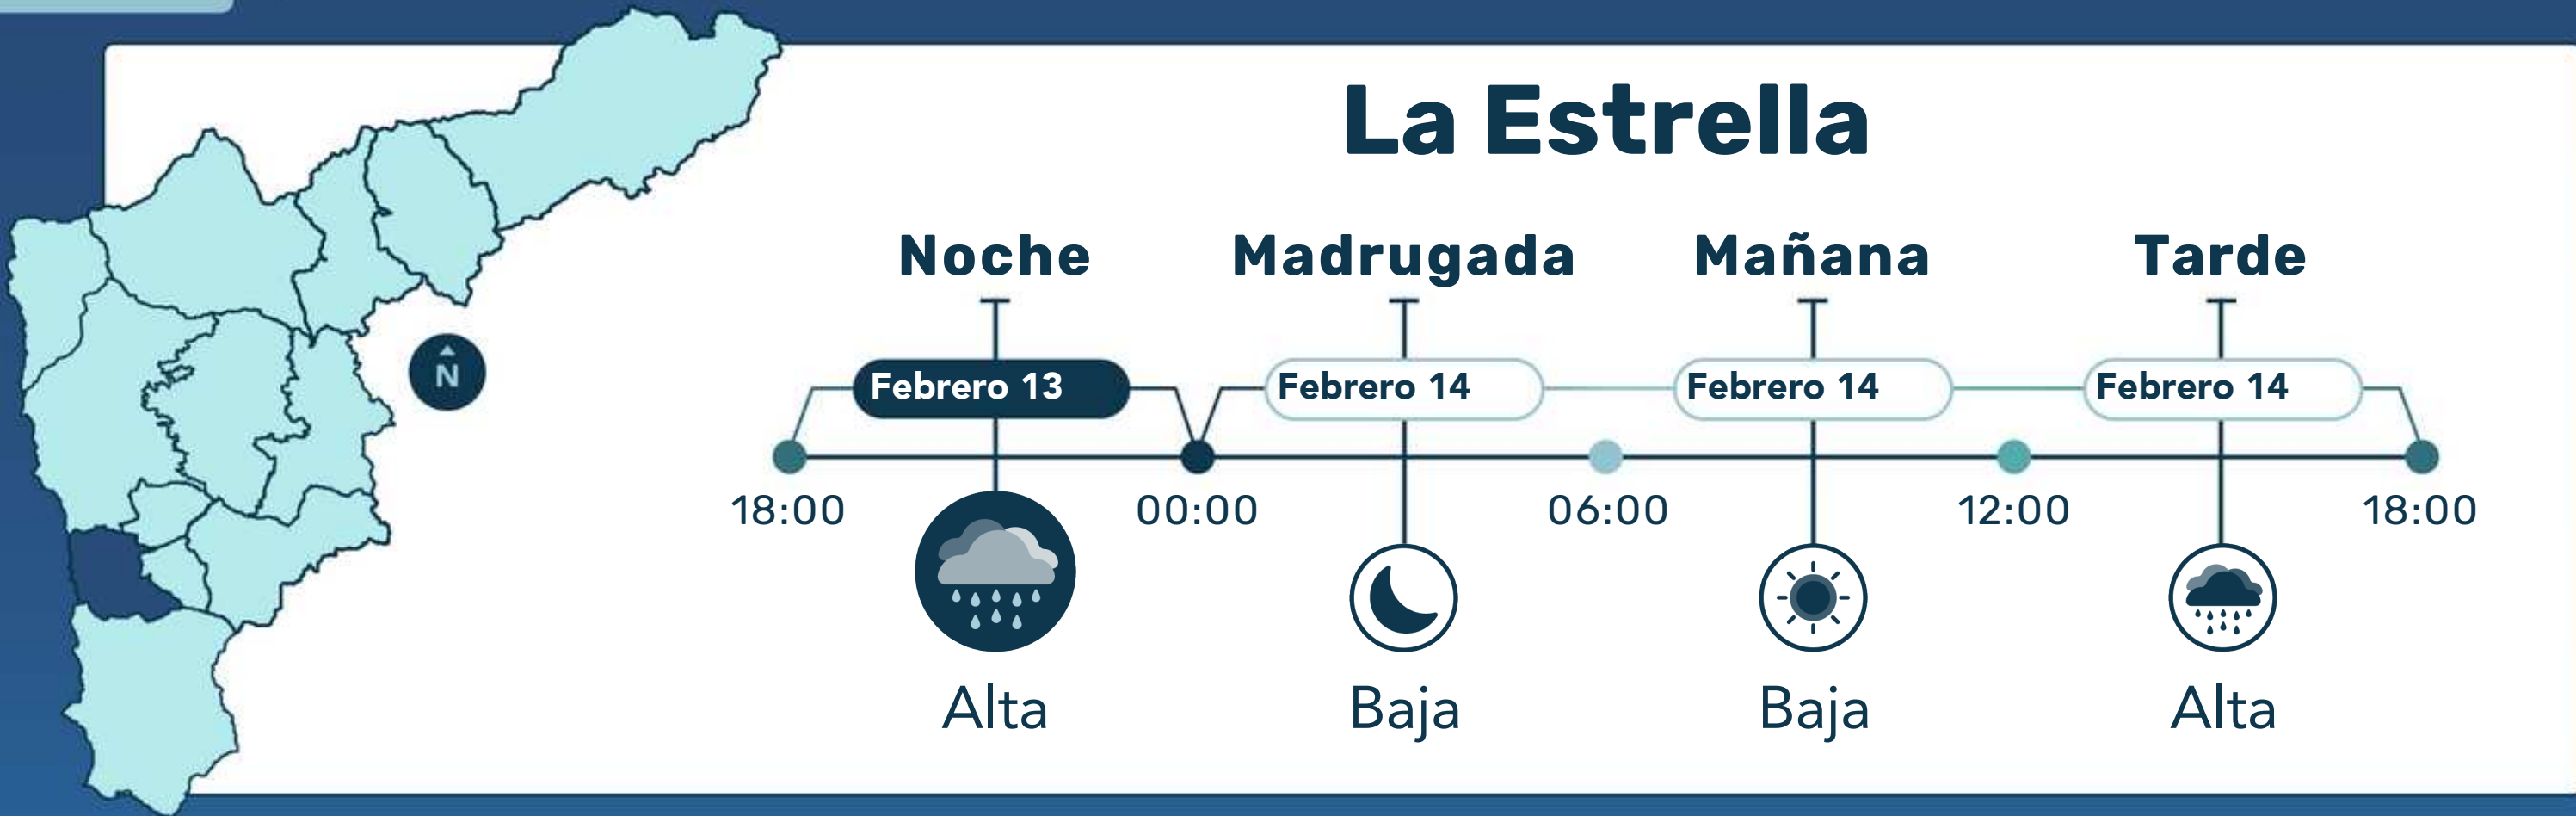 La Estrella
Noche Madrugada Mañana Tarde
Febrero 13 Febrero 14 Febrero 14 Febrero 14
N
18:00 00:00 06:00 12:00 18:00
Alta Baja Baja Alta